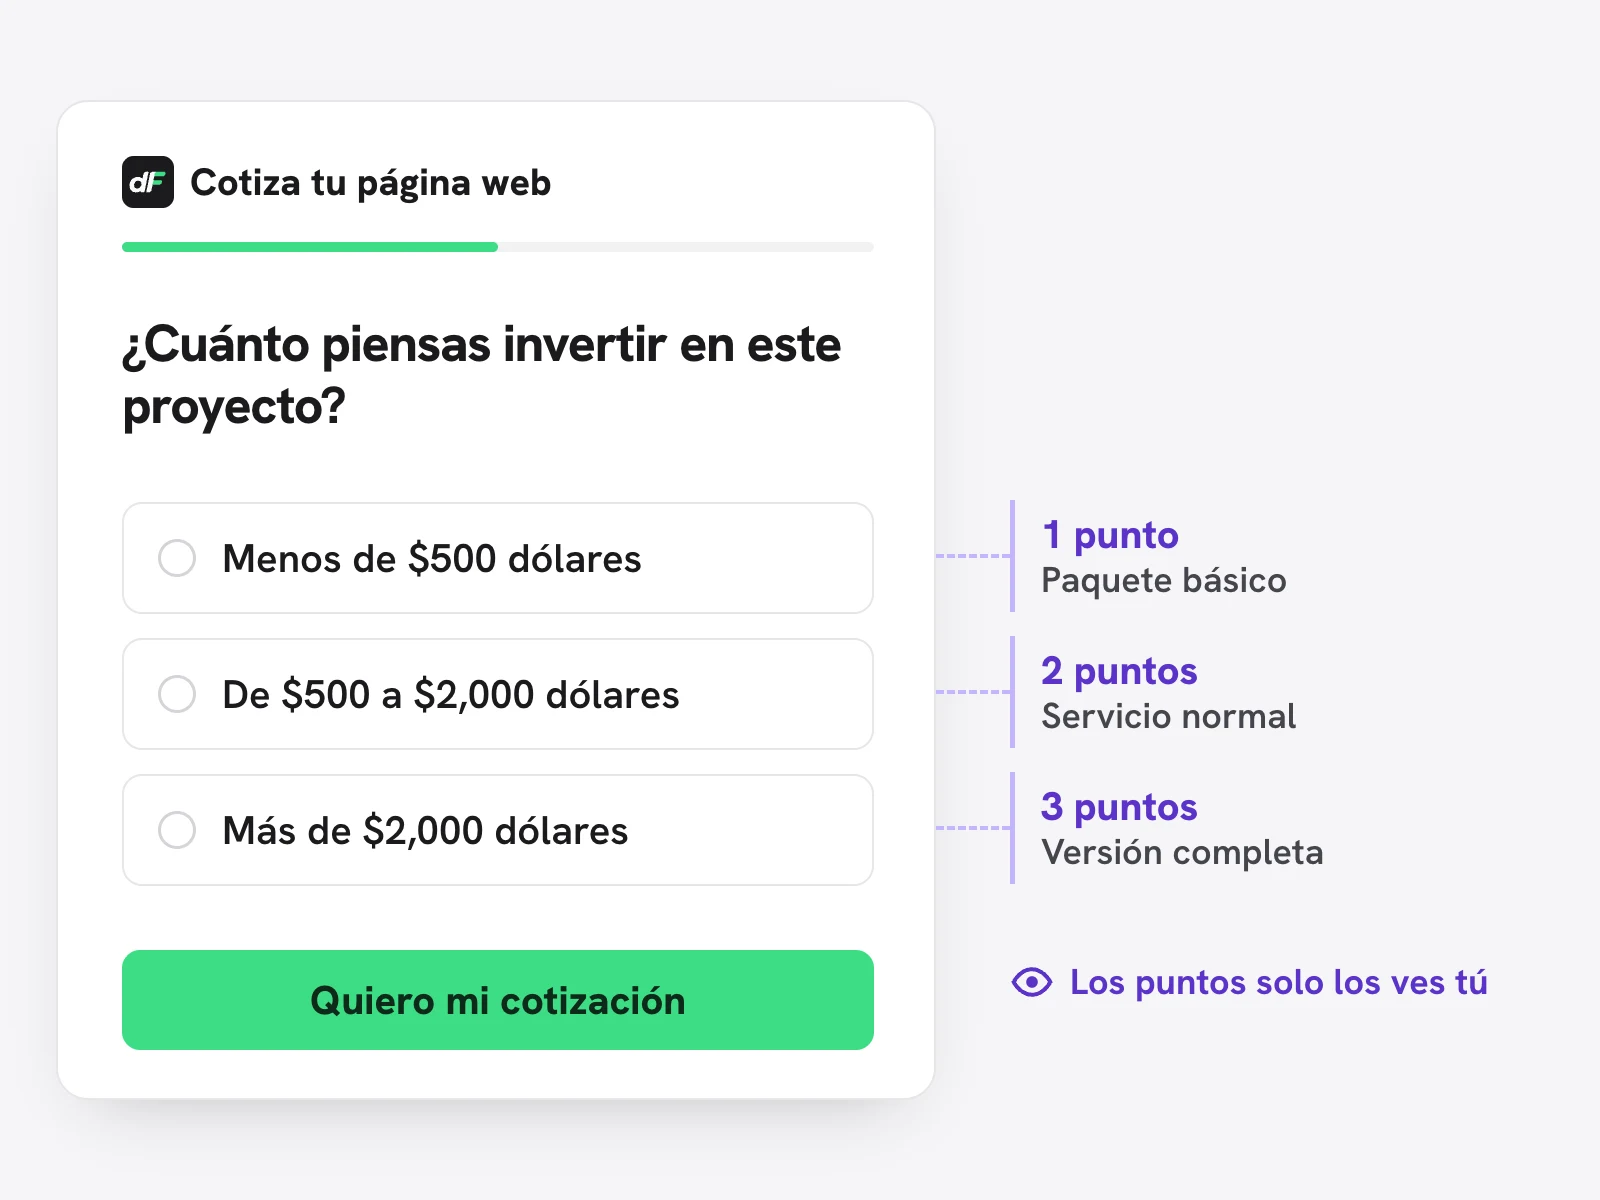 dF
Cotiza tu página web
¿Cuánto piensas invertir en este
proyecto?
Menos de $500 dólares
1 punto
Paquete básico
De $500 a $2,000 dólares
2 puntos
Servicio normal
Más de $2,000 dólares
3 puntos
Versión completa
Quiero mi cotización
Los puntos solo los ves tú